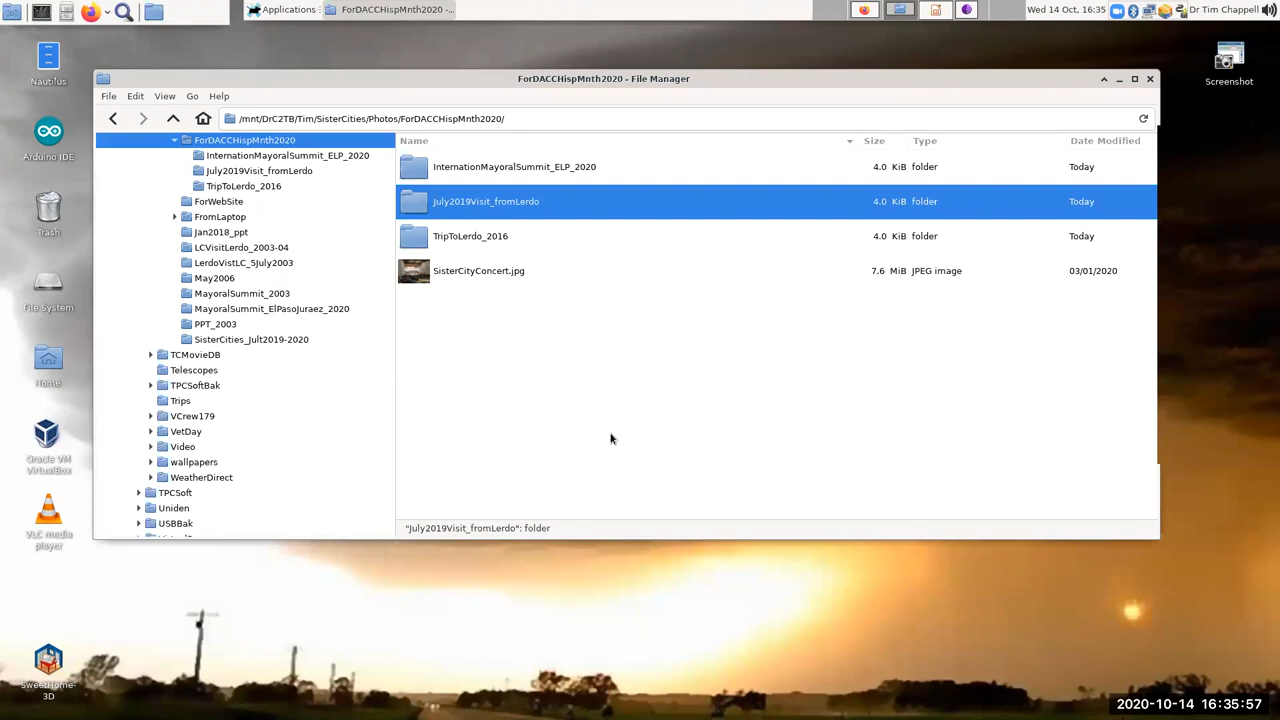 Applications
ForDACCHispMnth2020 -...
Wed 14 Oct, 16:35
Dr Tim Chappell
Nautilus
Arduino IDE
Trash
File System
Home
Oracle VM
VirtualBox
VLC media
player
SweetHome-
3D
Screenshot
ForDACCHispMnth2020 - File Manager
File Edit View Go Help
/mnt/DrC2TB/Tim/SisterCities/Photos/ForDACCHispMnth2020/
ForDACCHispMnth2020
InternationMayoralSummit_ELP_2020
July2019Visit_fromLerdo
TripToLerdo_2016
ForWebSite
FromLaptop
Jan2018_ppt
LCVisitLerdo_2003-04
LerdoVistLC_5July2003
May2006
MayoralSummit_2003
MayoralSummit_ElPasoJuraez_2020
PPT_2003
SisterCities_Jult2019-2020
TCMovieDB
Telescopes
TPCSoftBak
Trips
VCrew179
VetDay
Video
wallpapers
WeatherDirect
TPCSoft
Uniden
USBBak
Name Size Type Date Modified
InternationMayoralSummit_ELP_2020 4.0 KiB folder Today
July2019Visit_fromLerdo 4.0 KiB folder Today
TripToLerdo_2016 4.0 KiB folder Today
SisterCityConcert.jpg 7.6 MiB JPEG image 03/01/2020
"July2019Visit_fromLerdo": folder
2020-10-14 16:35:57